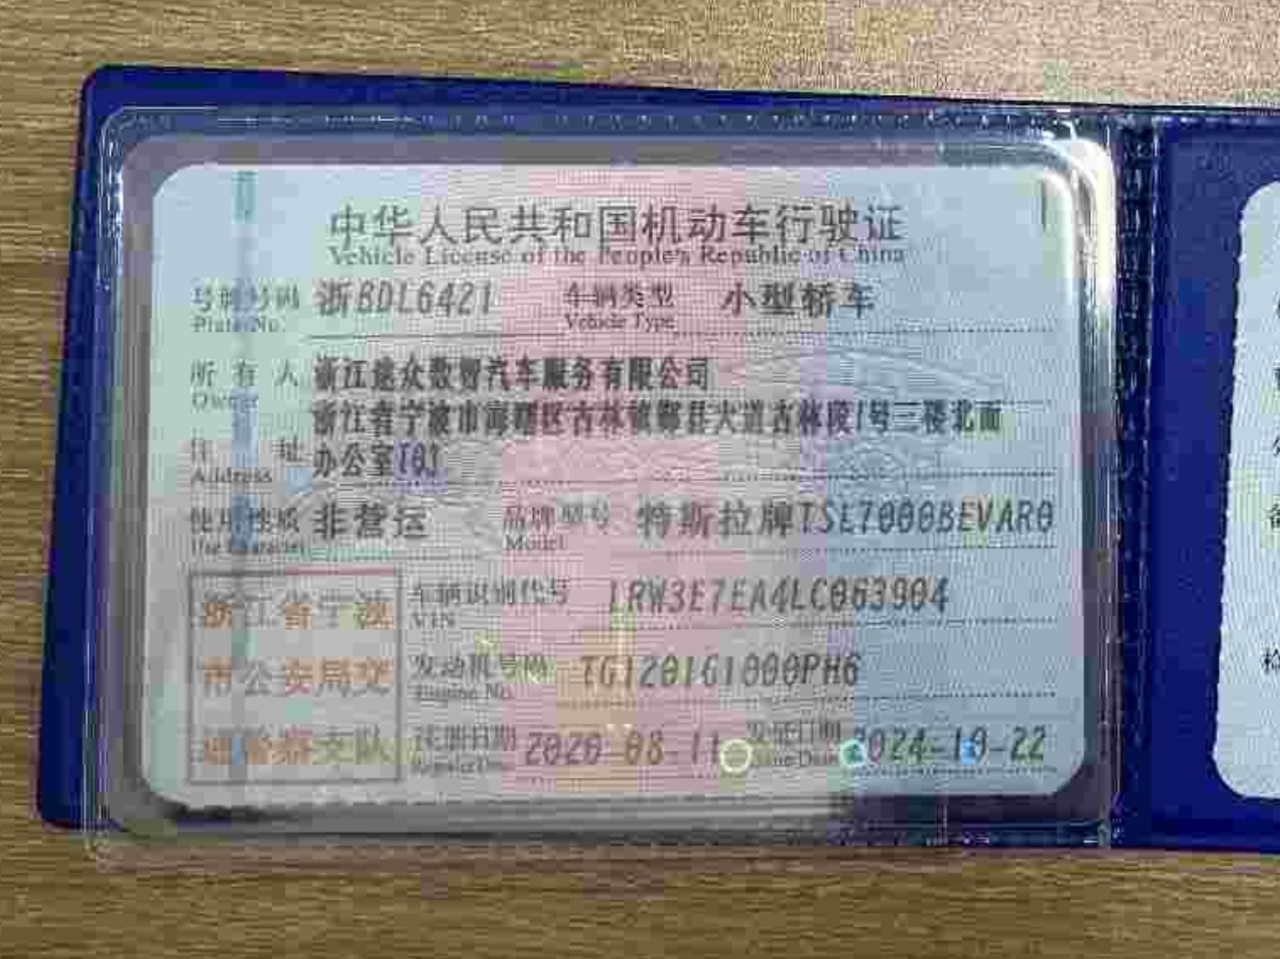 中华人民共和国机动车行驶证
Vehicle License of the People's Republic of China
号牌号码 浙BDL6421 车辆类型 小型轿车
Plate No. Vehicle Type
所有人 浙江途众数智汽车服务有限公司
Owner
浙江省宁波市海曙区古林镇鄞县大道古林段1号三楼北面
住址 办公室(8)
Address
使用性质 非营运 品牌型号 特斯拉牌TSL7000BEVAR0
Use Character Model
浙江省宁波 车辆识别代号 LRW3E7EA4LC063904
VIN
市公安局交 发动机号码 TG120161000PH6
Engine No.
通警察支队 注册日期 2020-08-11 发证日期 2024-10-22
Register Date Issue Date